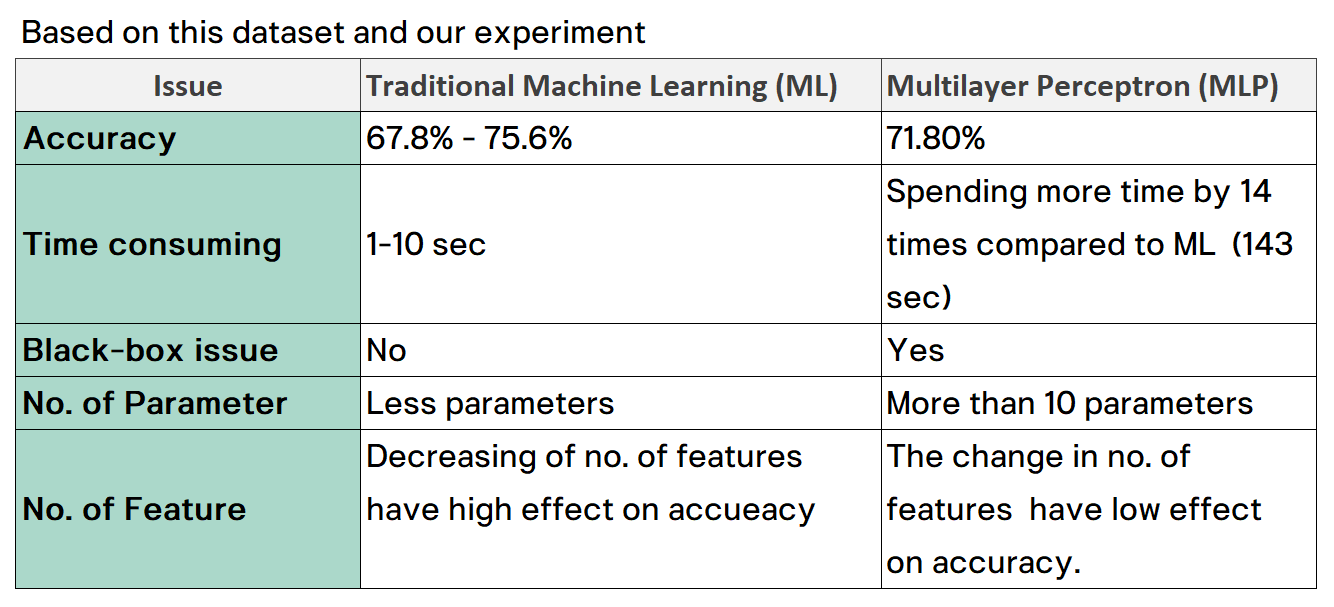 Based on this dataset and our experiment
Issue
Traditional Machine Learning (ML)
Multilayer Perceptron (MLP)
Accuracy
67.8% - 75.6%
71.80%
Time consuming
1-10 sec
Spending more time by 14
times compared to ML (143
sec)
Black-box issue
No
Yes
No. of Parameter
Less parameters
More than 10 parameters
No. of Feature
Decreasing of no. of features
have high effect on accueacy
The change in no. of
features have low effect
on accuracy.